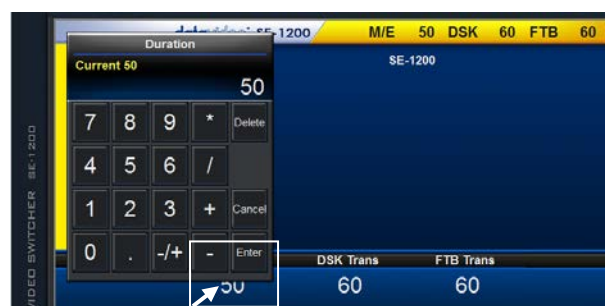 SE-1200 M/E 50 DSK 60 FTB 60
Duration
Current 50
50
SE-1200
7 8 9 * Delete
4 5 6 /
1 2 3 + Cancel
0 . -/+ - Enter
DSK Trans FTB Trans
50 60 60
VIDEO SWITCHER SE-1200